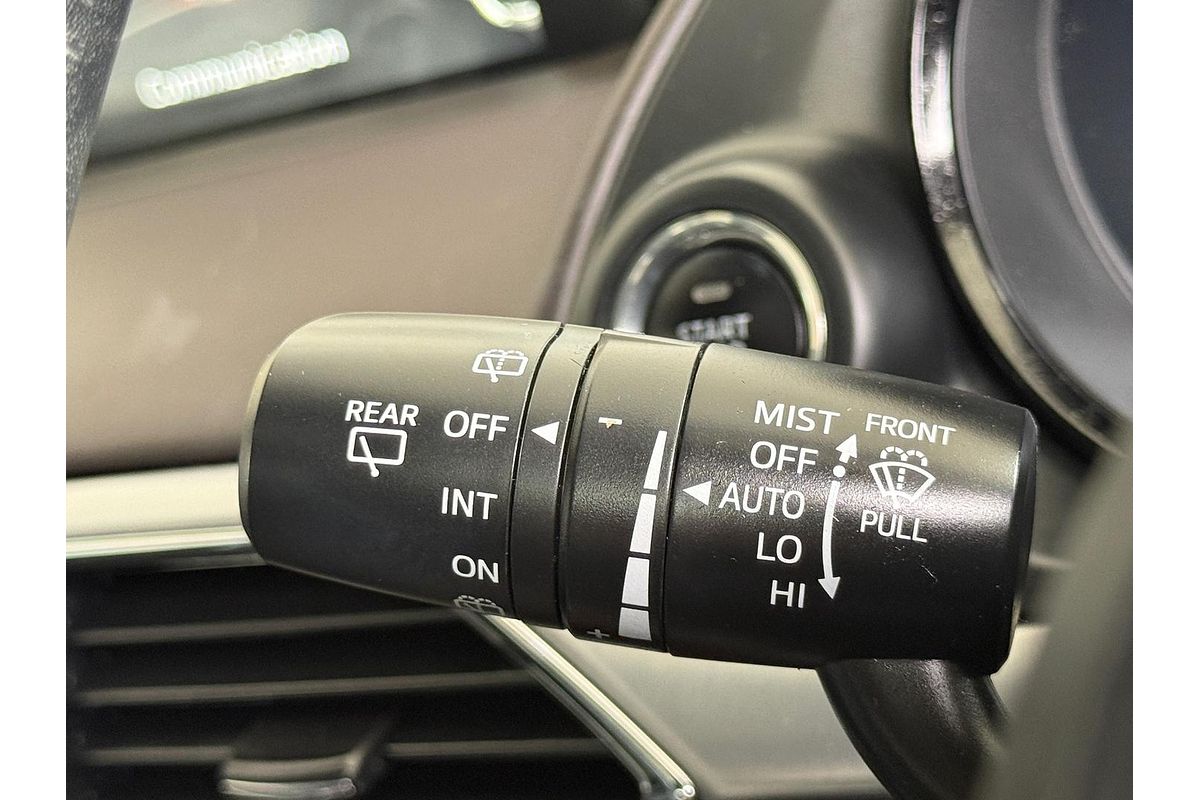 START
REAR
OFF
INT
ON
-
+
MIST
OFF
AUTO
LO
HI
FRONT
PULL